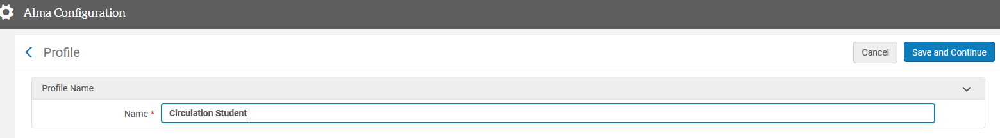 Alma Configuration
Profile
Cancel
Save and Continue
Profile Name
Name *
Circulation Student